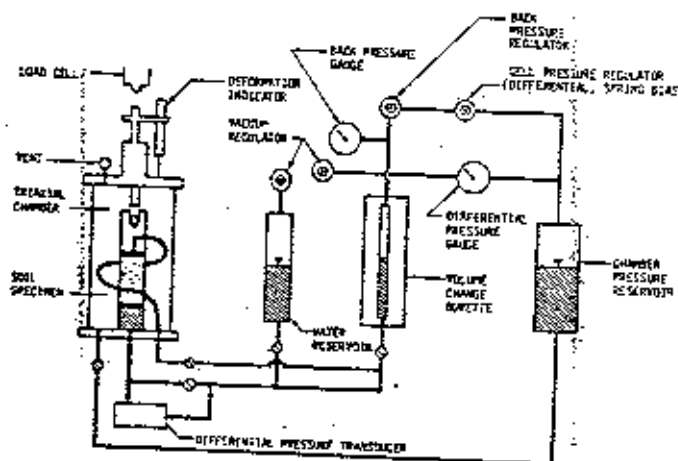 BACK
PRESSURE
REGULATOR
BACK PRESSURE
GAUGE
LOAD CELL
DEFORMATION
INDICATOR
CELL PRESSURE REGULATOR
(DIFFERENTIAL, SPRING BIAS
VACUUM
REGULATOR
VENT
TRIAXIAL
CHAMBER
DIFFERENTIAL
PRESSURE
GAUGE
SOIL
SPECIMEN
VOLUME
CHANGE
BURETTE
CHAMBER
PRESSURE
RESERVOIR
WATER
RESERVOIR
DIFFERENTIAL PRESSURE TRANSDUCER